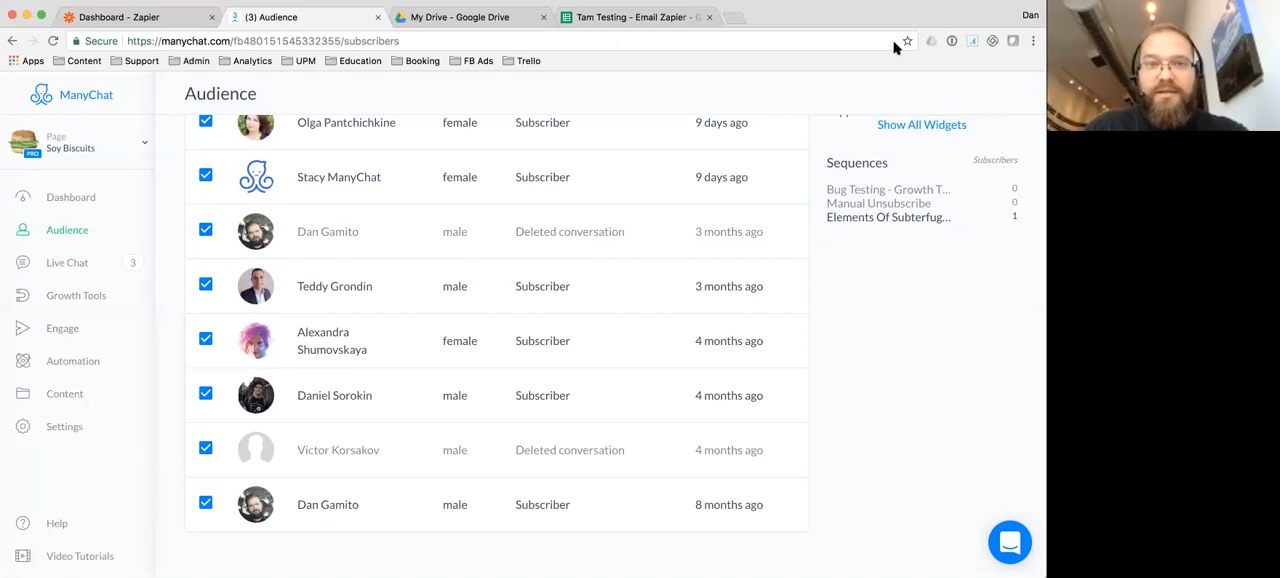 Dashboard - Zapier
(3) Audience
My Drive - Google Drive
Tam Testing - Email Zapier - G
Dan
Secure
https://manychat.com/fb480151545332355/subscribers
Apps
Content
Support
Admin
Analytics
UPM
Education
Booking
FB Ads
Trello
ManyChat
Audience
Page
Soy Biscuits
PRO
Dashboard
Audience
Live Chat
3
Growth Tools
Engage
Automation
Content
Settings
Help
Video Tutorials
Olga Pantchichkine female Subscriber 9 days ago
Stacy ManyChat female Subscriber 9 days ago
Dan Gamito male Deleted conversation 3 months ago
Teddy Grondin male Subscriber 3 months ago
Alexandra
Shumovskaya
female Subscriber 4 months ago
Daniel Sorokin male Subscriber 4 months ago
Victor Korsakov male Deleted conversation 4 months ago
Dan Gamito male Subscriber 8 months ago
Show All Widgets
Sequences Subscribers
Bug Testing - Growth T... 0
Manual Unsubscribe 0
Elements Of Subterfug... 1